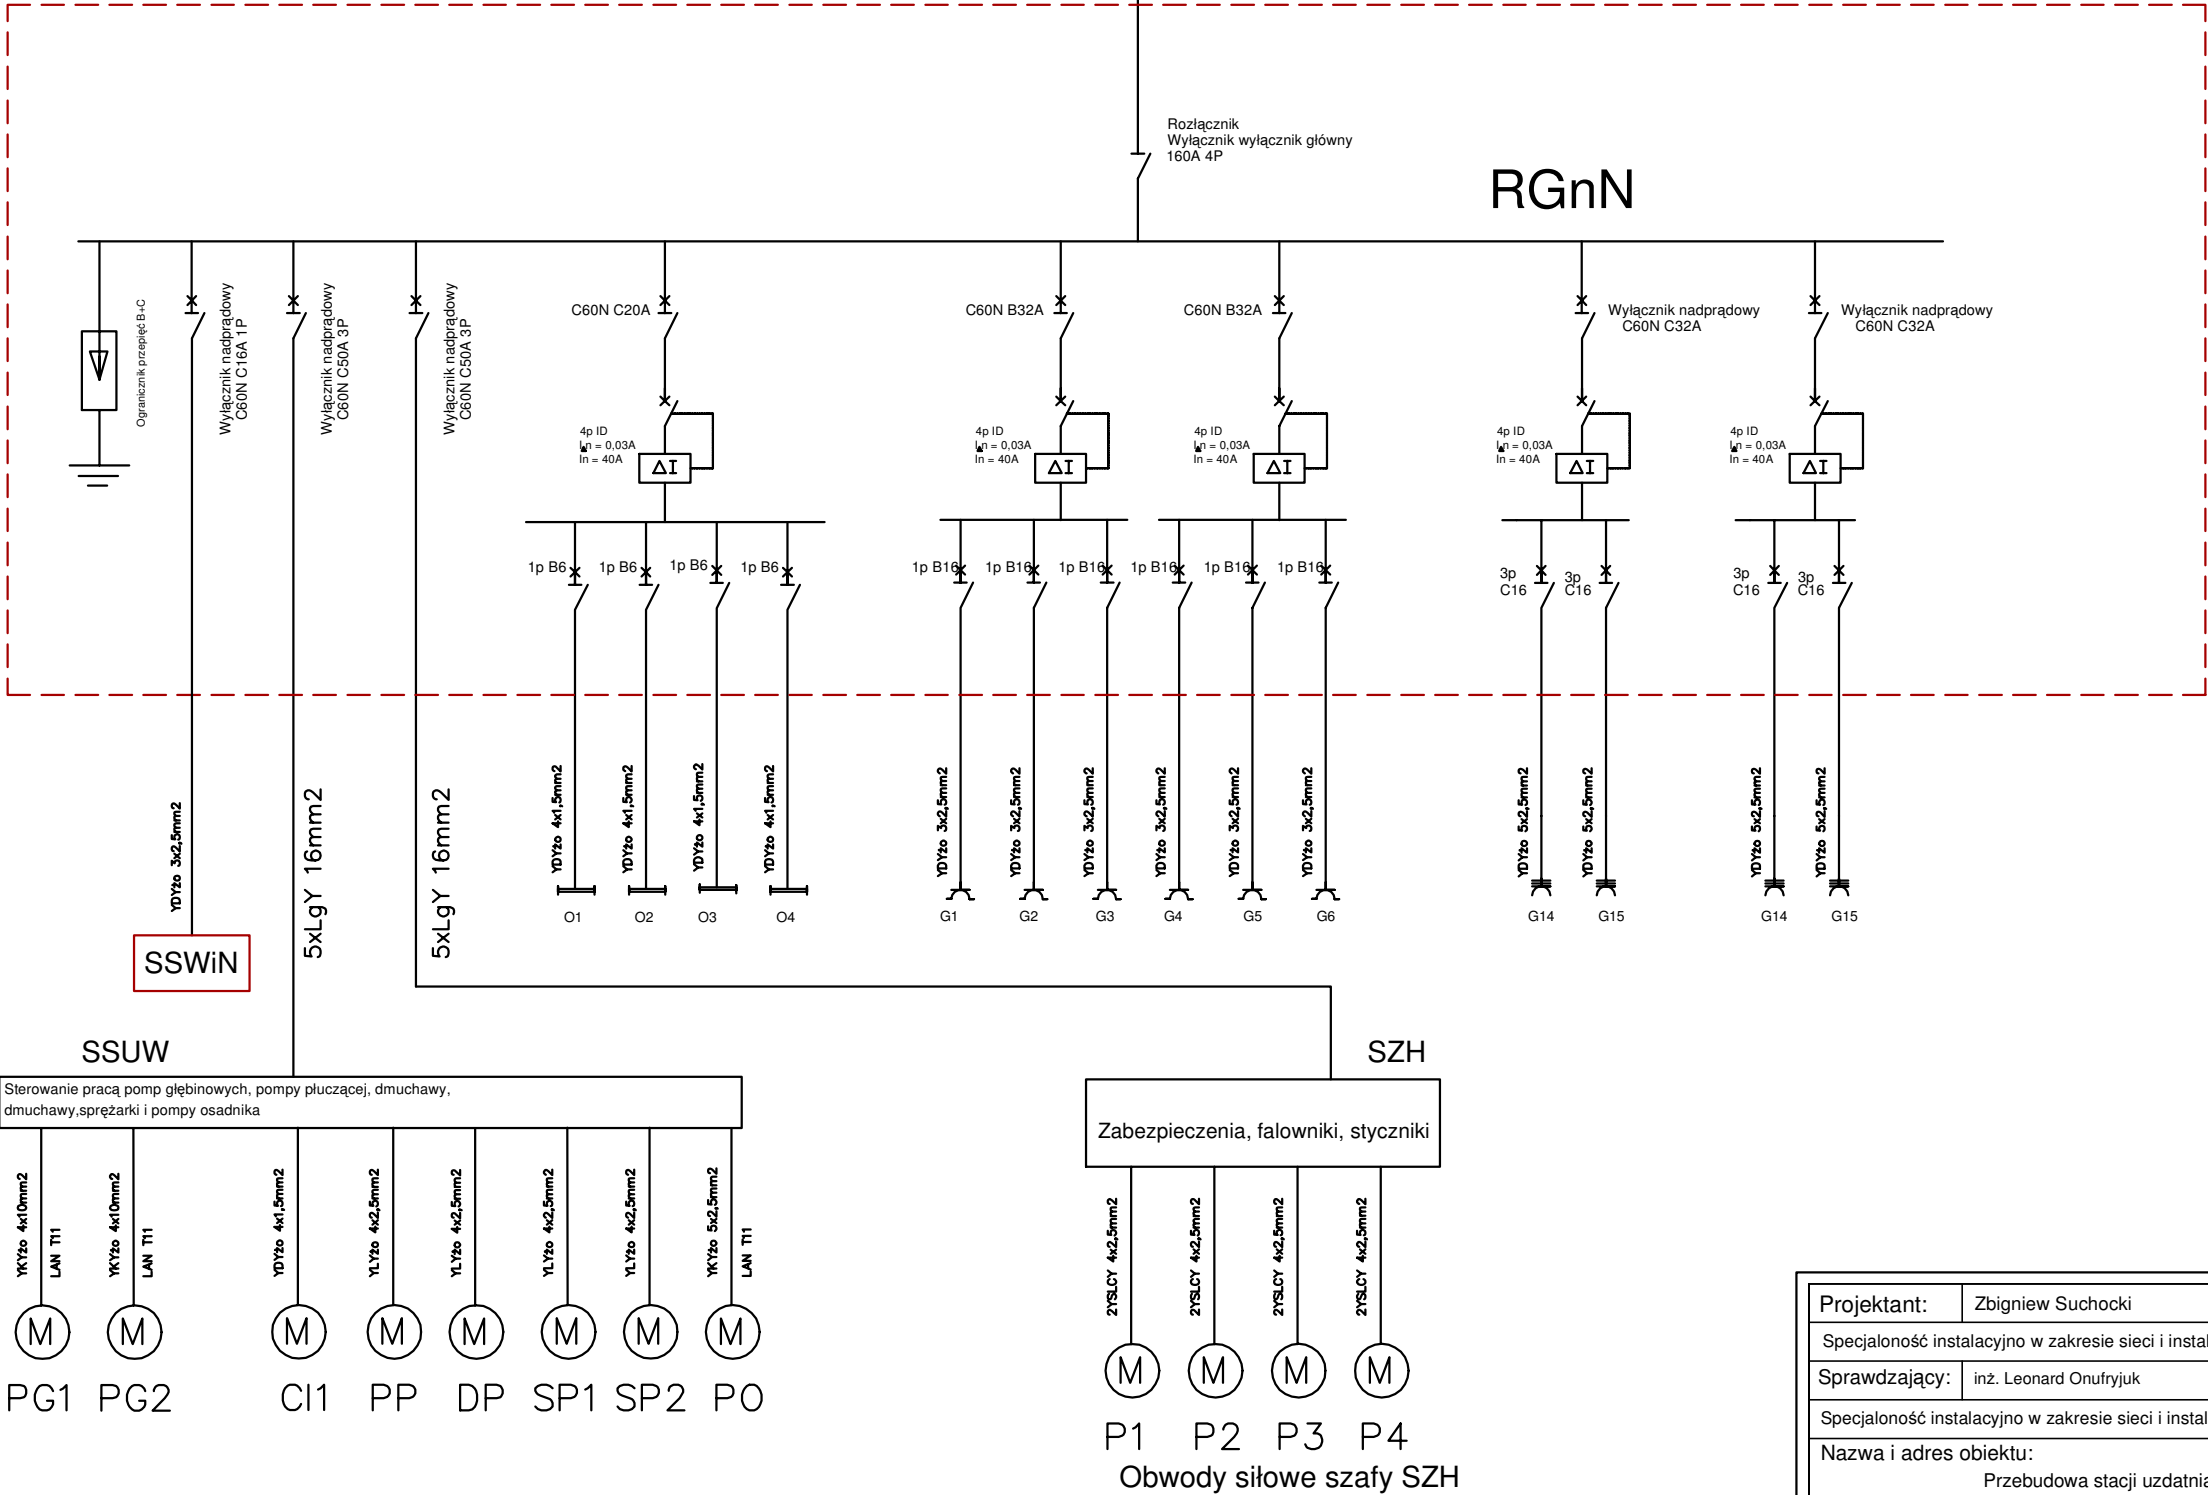 Rozłącznik
Wyłącznik wyłącznik główny
160A 4P
RGnN
Ogranicznik przepięć B+C
Wyłącznik nadprądowy
C60N C16A 1P
Wyłącznik nadprądowy
C60N C50A 3P
Wyłącznik nadprądowy
C60N C50A 3P
C60N C20A
C60N B32A
C60N B32A
Wyłącznik nadprądowy
C60N C32A
Wyłącznik nadprądowy
C60N C32A
4p ID
I▲n = 0,03A
In = 40A
ΔI
4p ID
I▲n = 0,03A
In = 40A
ΔI
4p ID
I▲n = 0,03A
In = 40A
ΔI
4p ID
I▲n = 0,03A
In = 40A
ΔI
4p ID
I▲n = 0,03A
In = 40A
ΔI
1p B6
1p B6
1p B6
1p B6
1p B16
1p B16
1p B16
1p B16
1p B16
1p B16
3p
C16
3p
C16
3p
C16
3p
C16
YDYżo 3x2,5mm2
5xLgY 16mm2
5xLgY 16mm2
YDYżo 4x1,5mm2
YDYżo 4x1,5mm2
YDYżo 4x1,5mm2
YDYżo 4x1,5mm2
YDYżo 3x2,5mm2
YDYżo 3x2,5mm2
YDYżo 3x2,5mm2
YDYżo 3x2,5mm2
YDYżo 3x2,5mm2
YDYżo 3x2,5mm2
YDYżo 5x2,5mm2
YDYżo 5x2,5mm2
YDYżo 5x2,5mm2
YDYżo 5x2,5mm2
O1
O2
O3
O4
G1
G2
G3
G4
G5
G6
G14
G15
G14
G15
SSWiN
SSUW
Sterowanie pracą pomp głębinowych, pompy płuczącej, dmuchawy,
dmuchawy,sprężarki i pompy osadnika
SZH
Zabezpieczenia, falowniki, styczniki
YKYżo 4x10mm2
LAN T11
YKYżo 4x10mm2
LAN T11
YDYżo 4x1,5mm2
YLYżo 4x2,5mm2
YLYżo 4x2,5mm2
YLYżo 4x2,5mm2
YLYżo 4x2,5mm2
YKYżo 5x2,5mm2
LAN T11
2YSLCY 4x2,5mm2
2YSLCY 4x2,5mm2
2YSLCY 4x2,5mm2
2YSLCY 4x2,5mm2
M
M
M
M
M
M
M
M
PG1
PG2
CI1
PP
DP
SP1
SP2
PO
M
M
M
M
P1
P2
P3
P4
Obwody siłowe szafy SZH
Projektant:
Zbigniew Suchocki
Specjaloność instalacyjno w zakresie sieci i instal
Sprawdzający:
inż. Leonard Onufryjuk
Specjaloność instalacyjno w zakresie sieci i instal
Nazwa i adres obiektu:
Przebudowa stacji uzdatnia